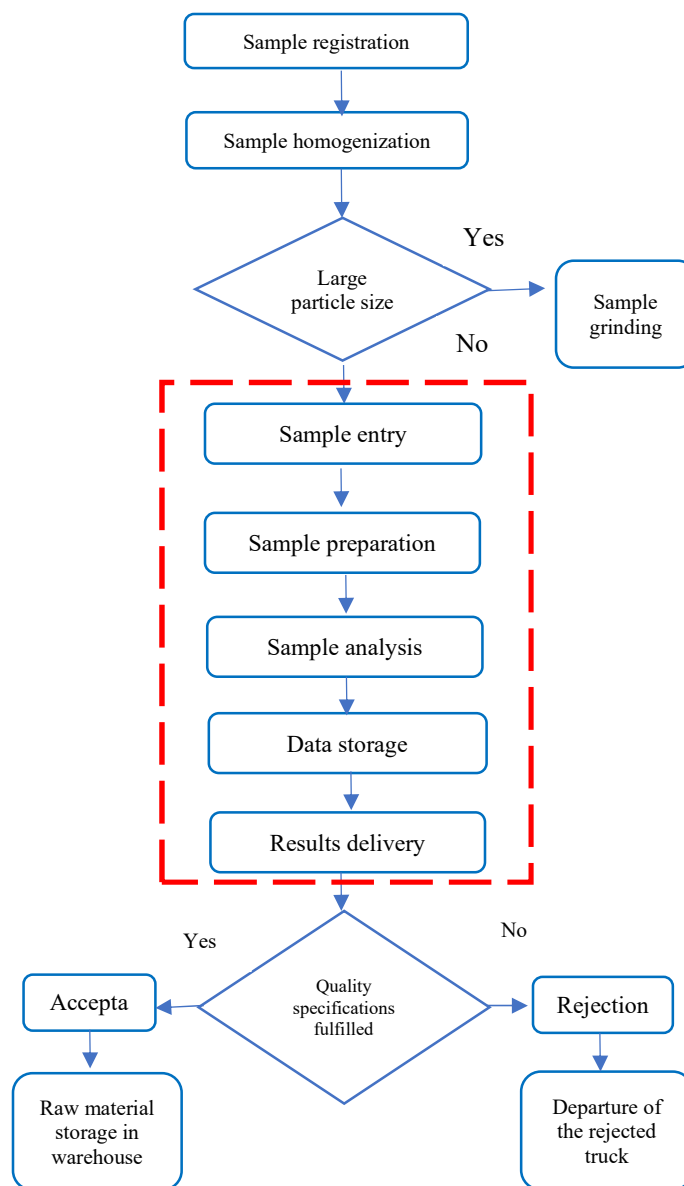 Sample registration
Sample homogenization
Yes
Large
particle size
Sample
grinding
No
Sample entry
Sample preparation
Sample analysis
Data storage
Results delivery
Yes
No
Accepta
Quality
specifications
fulfilled
Rejection
Raw material
storage in
warehouse
Departure of
the rejected
truck